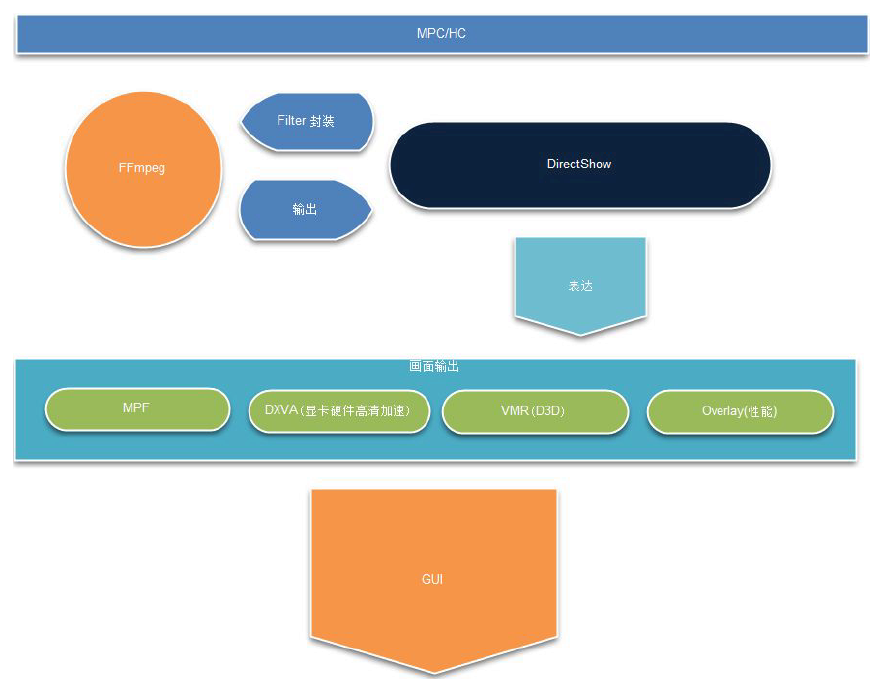 MPC/HC
Filter 封装
FFmpeg
DirectShow
输出
表达
画面输出
MPF
DXVA(显卡硬件高清加速)
VMR(D3D)
Overlay(性能)
GUI